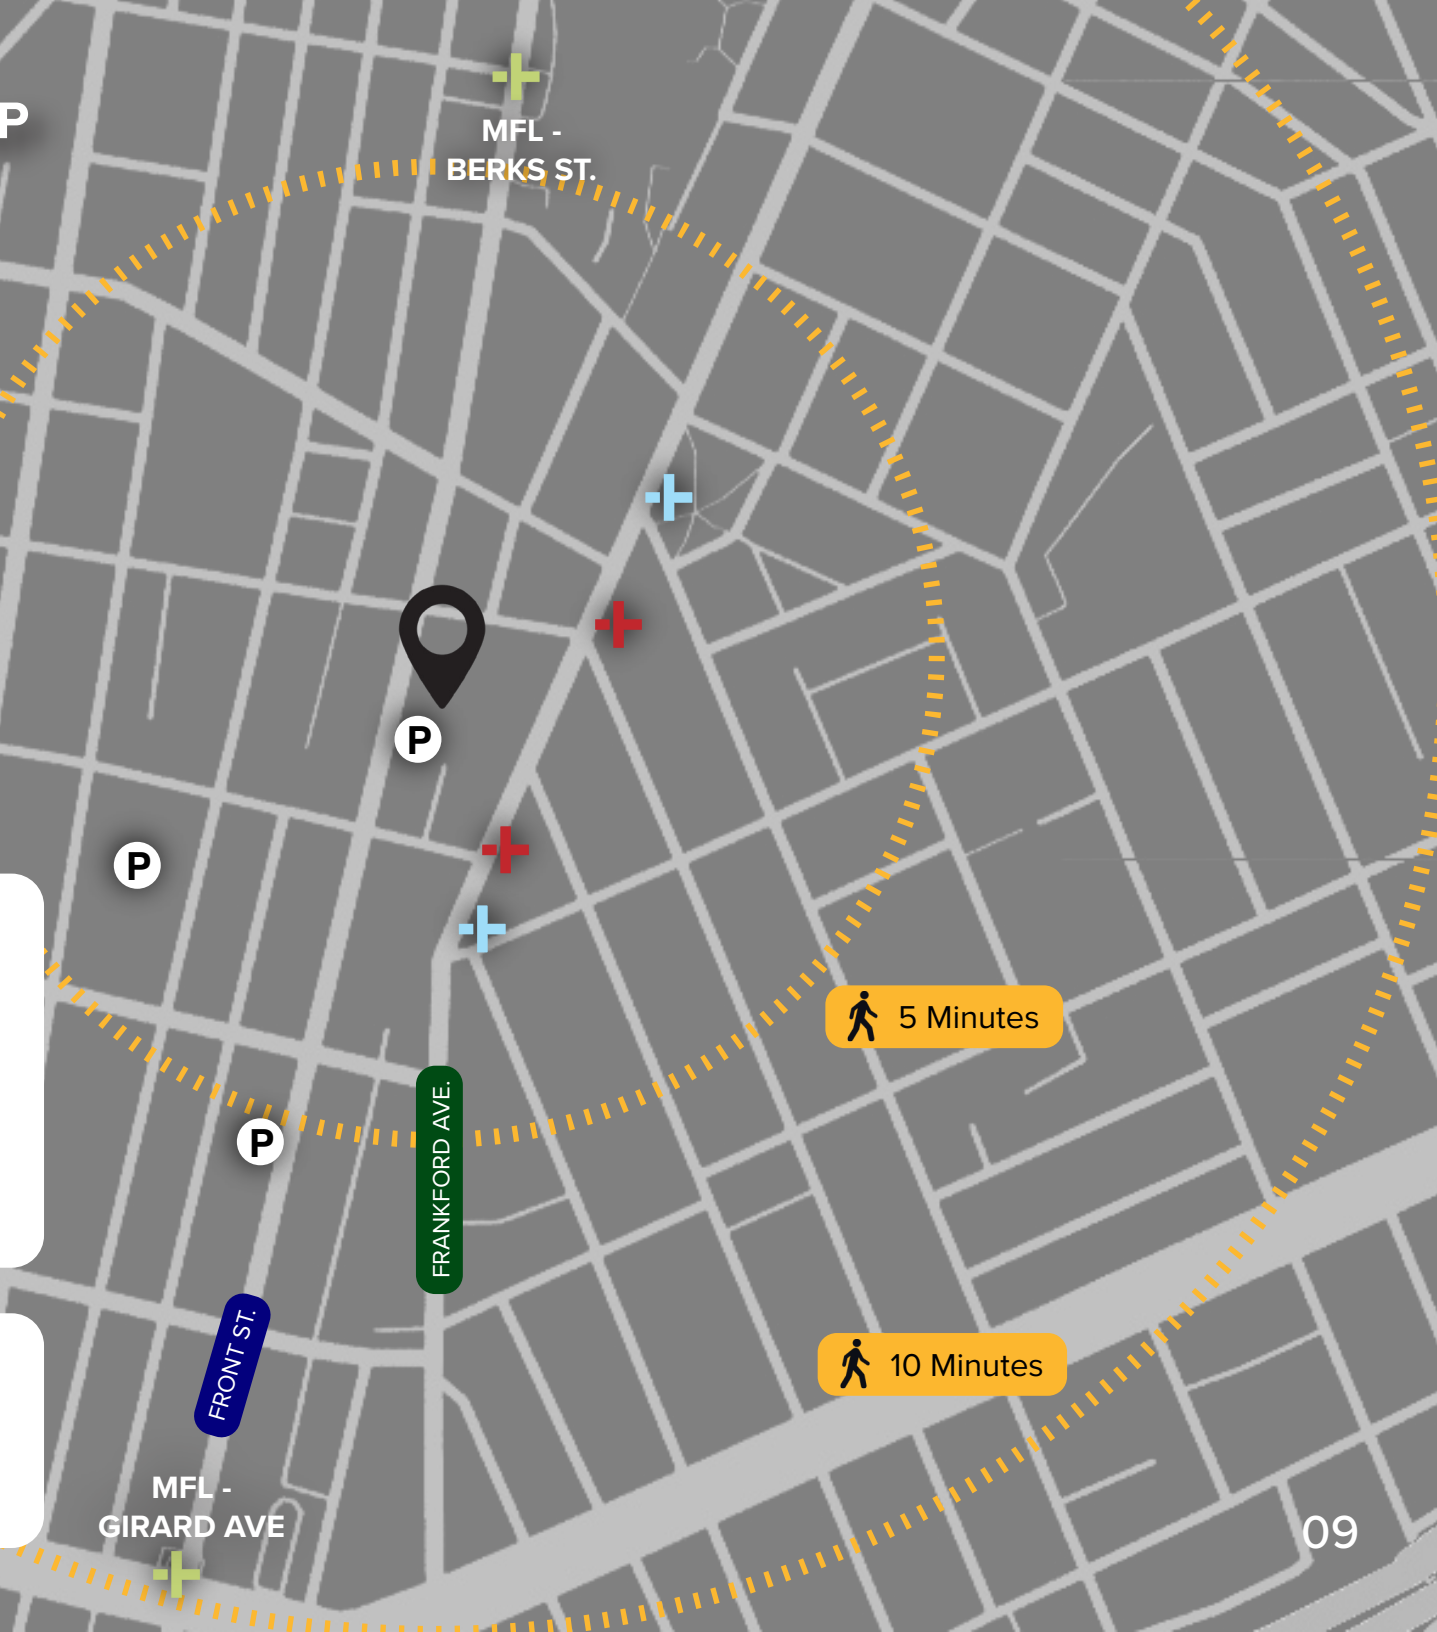 MFL -
BERKS ST.
P
P
P
5 Minutes
P
FRANKFORD AVE.
FRONT ST.
10 Minutes
MFL -
GIRARD AVE
09